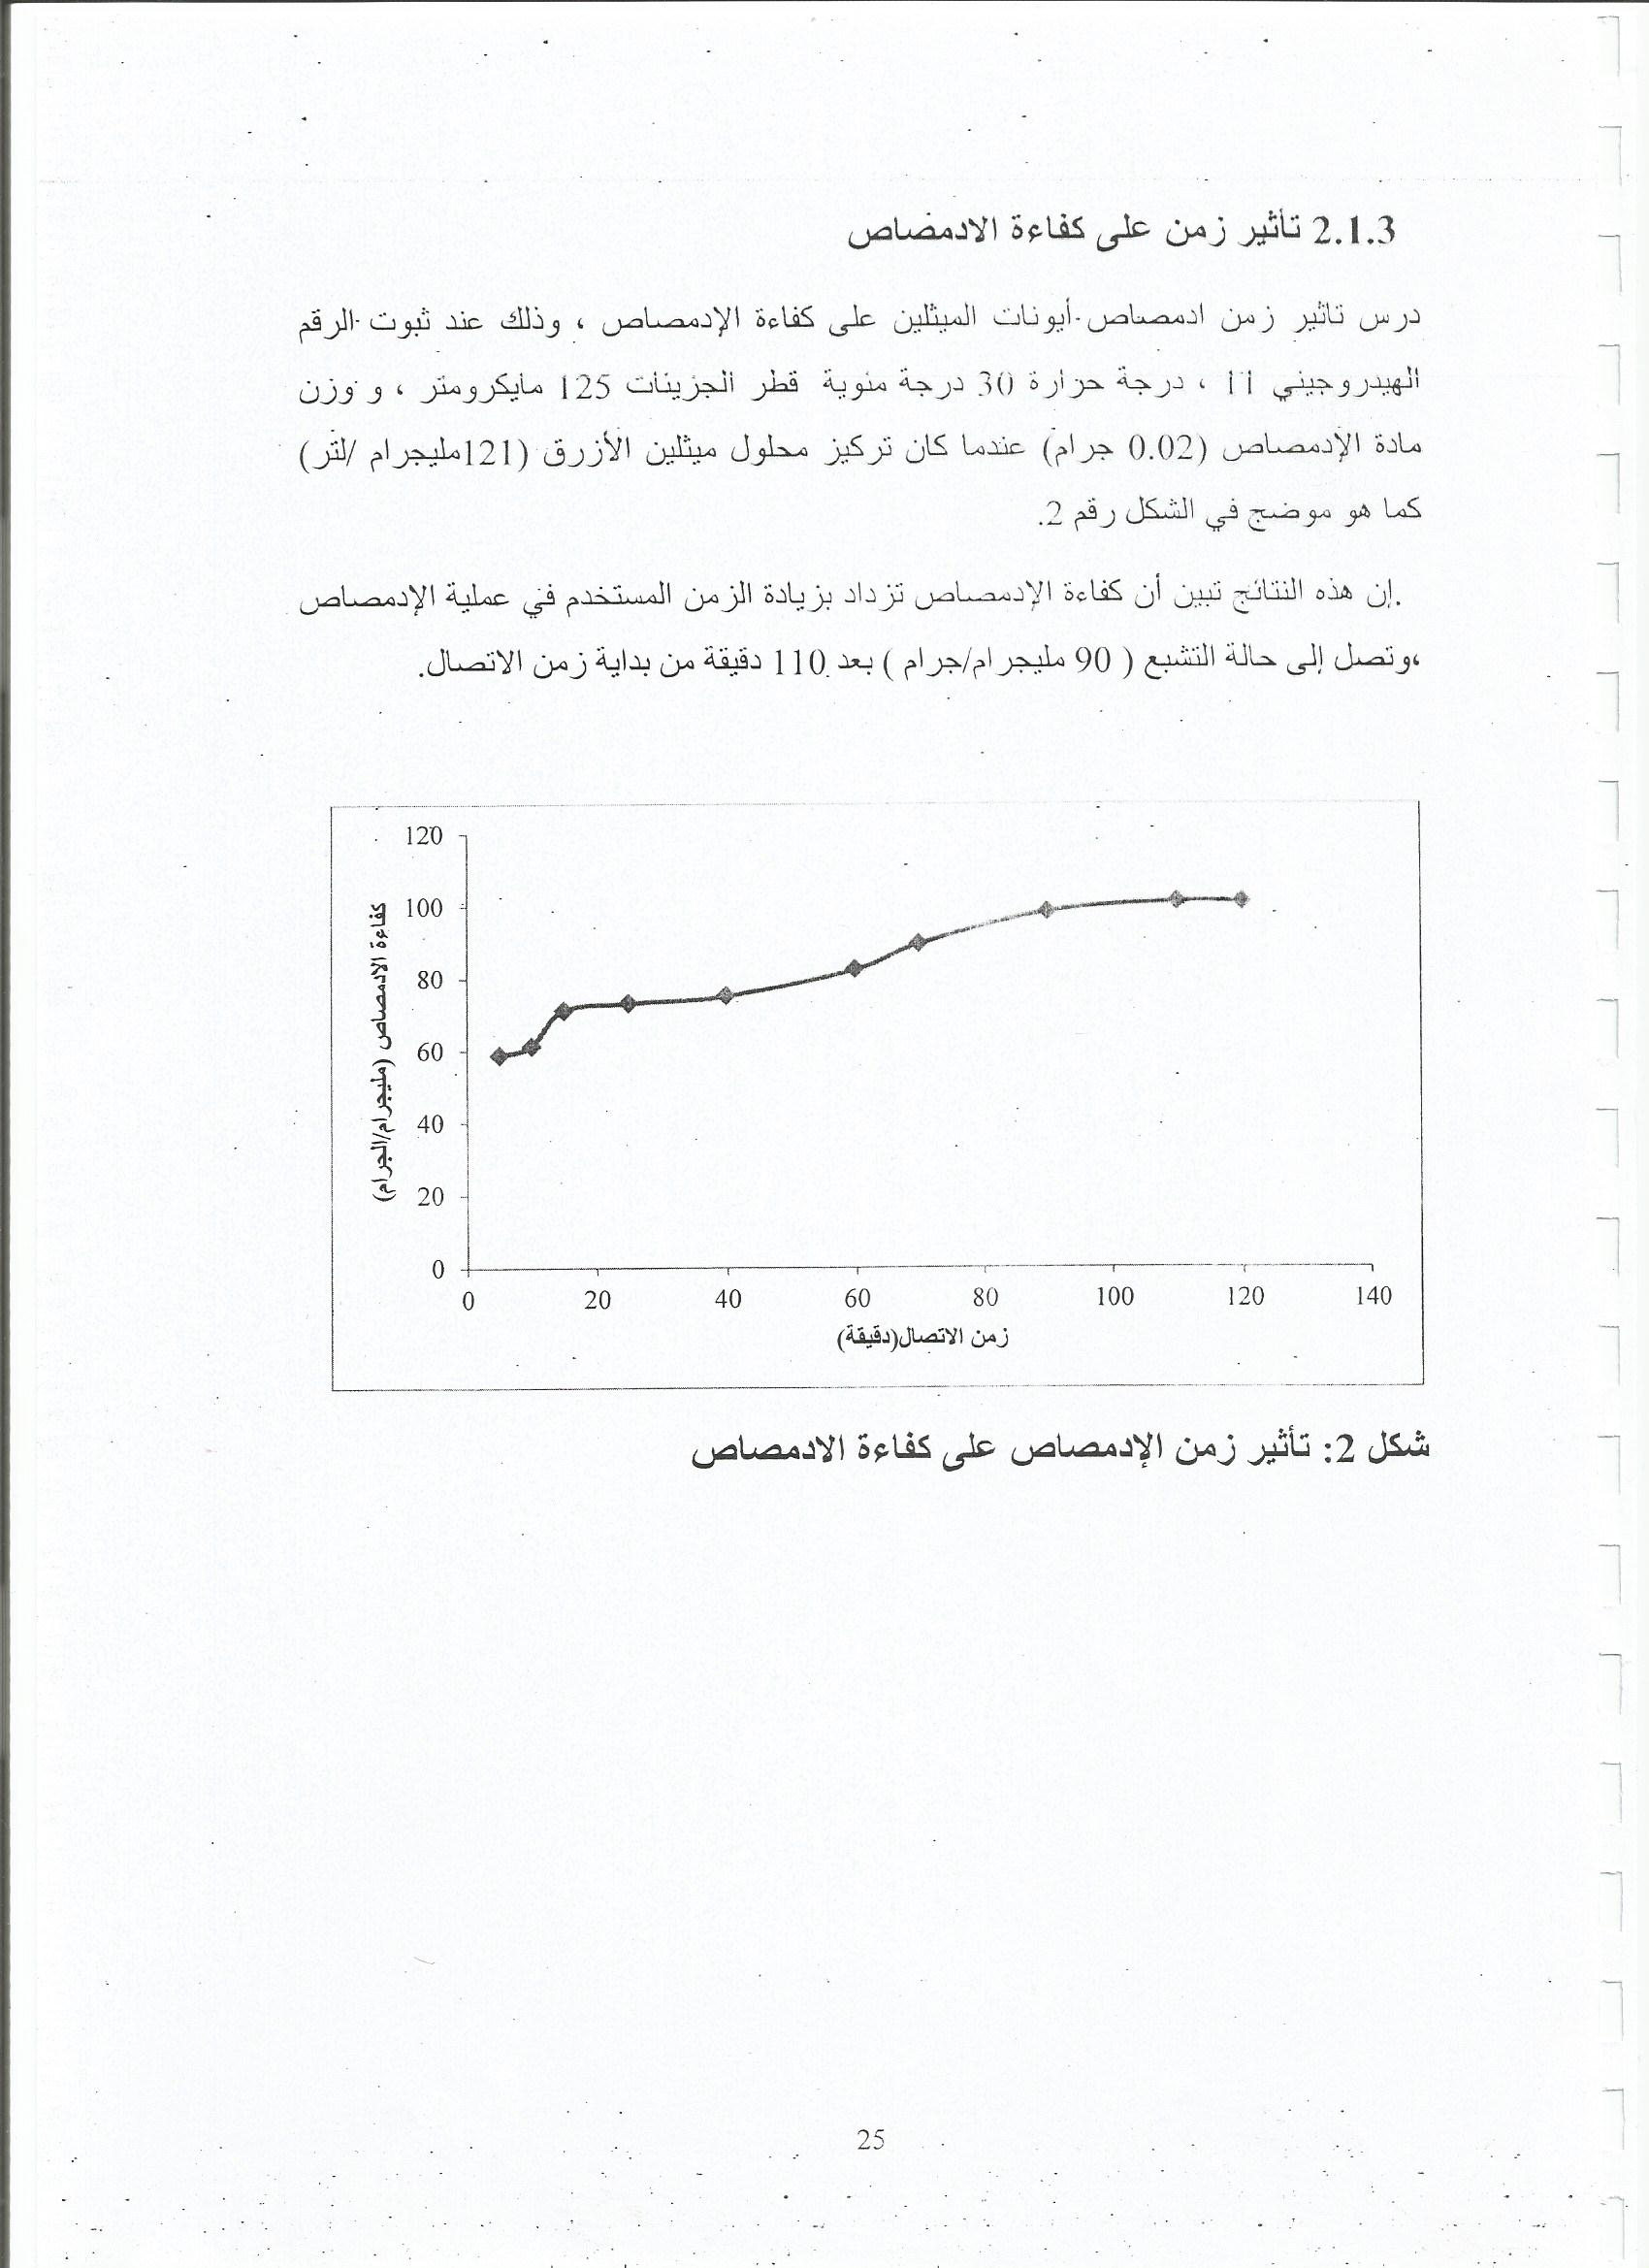 2.1.3 تأثير زمن على كفاءة الادمصاص
درس تاثير زمن ادمصاص أيونات الميثلين على كفاءة الإدمصاص ، وذلك عند ثبوت الرقم
الهيدروجيني 11 ، درجة حرارة 30 درجة مئوية قطر الجزيئات 125 مايكرومتر ، و وزن
مادة الإدمصاص (0.02 جرام) عندما كان تركيز محلول ميثلين الأزرق (121مليجرام /لتر)
كما هو موضج في الشكل رقم 2.
.إن هذه النتائج تبين أن كفاءة الإدمصاص تزداد بزيادة الزمن المستخدم في عملية الإدمصاص
،وتصل إلى حالة التشبع ( 90 مليجرام/جرام ) بعد 110 دقيقة من بداية زمن الاتصال.
كفاءة الادمصاص (مليجرام/الجرام)
120
100
80
60
40
20
0
0 20 40 60 80 100 120 140
زمن الاتصال(دقيقة)
شكل 2: تأثير زمن الإدمصاص على كفاءة الادمصاص
25